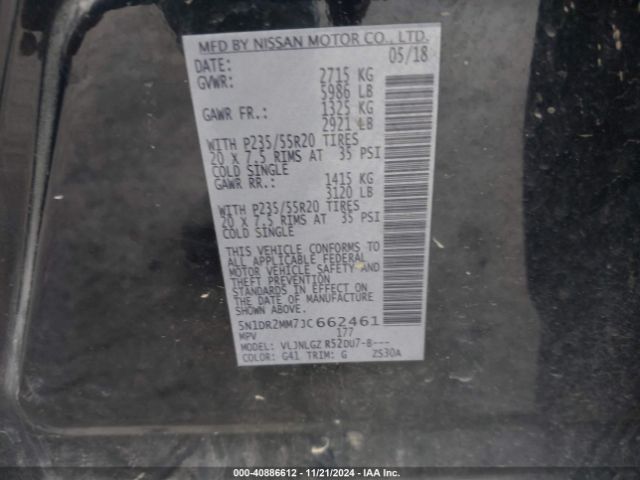 MFD BY NISSAN MOTOR CO., LTD.
DATE: 05/18
GVWR: 2715 KG
5986 LB
GAWR FR.: 1325 KG
2921 LB
WITH P235/55R20 TIRES
20 X 7.5 RIMS AT 35 PSI
COLD SINGLE
GAWR RR.: 1415 KG
3120 LB
WITH P235/55R20 TIRES
20 X 7.5 RIMS AT 35 PSI
COLD SINGLE
THIS VEHICLE CONFORMS TO
ALL APPLICABLE FEDERAL
MOTOR VEHICLE SAFETY AND
THEFT PREVENTION
STANDARDS IN EFFECT ON
THE DATE OF MANUFACTURE
SHOWN ABOVE.
5N1DR2MM7JC662461
MPV 177
MODEL: VLJNLGZ R52DU7-B---
COLOR: G41 TRIM: G ZS30A
000-40886612 - 11/21/2024 - IAA Inc.